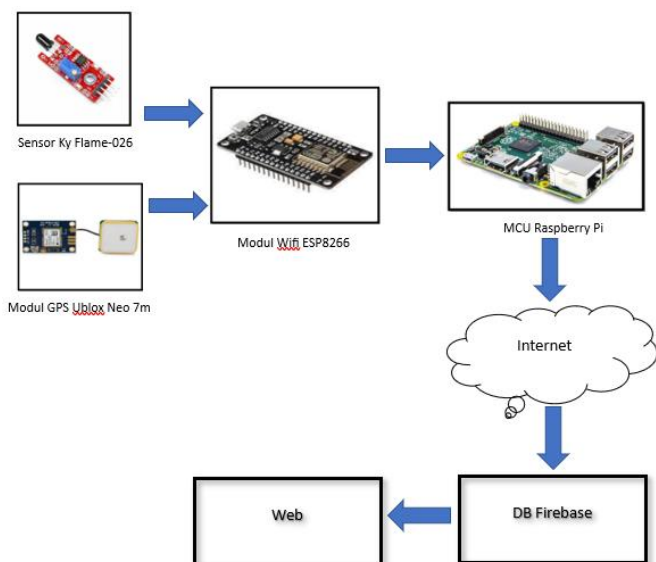 Sensor Ky Flame-026
Modul Wifi ESP8266
MCU Raspberry Pi
Modul GPS Ublox Neo 7m
Internet
Web
DB Firebase